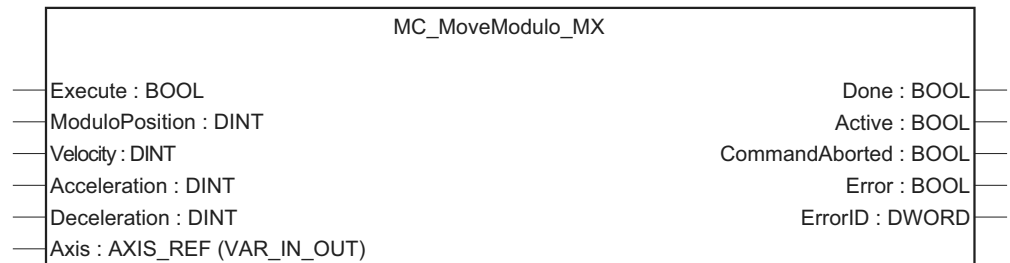 MC_MoveModulo_MX
Execute : BOOL Done : BOOL
ModuloPosition : DINT Active : BOOL
Velocity : DINT CommandAborted : BOOL
Acceleration : DINT Error : BOOL
Deceleration : DINT ErrorID : DWORD
Axis : AXIS_REF (VAR_IN_OUT)